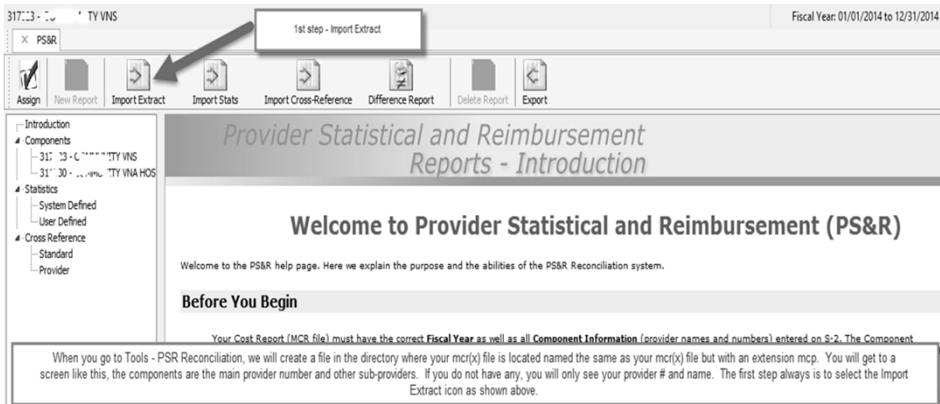 TY VNS
Fiscal Year: 01/01/2014 to 12/31/2014
× PS&R
1st step - Import Extract
Assign
New Report
Import Extract
Import Stats
Import Cross-Reference
Difference Report
Delete Report
Export
Introduction
Components
TY VNS
TY VNA HOS
Statistics
System Defined
User Defined
Cross Reference
Standard
Provider
Provider Statistical and Reimbursement
Reports - Introduction
Welcome to Provider Statistical and Reimbursement (PS&R)
Welcome to the PS&R help page. Here we explain the purpose and the abilities of the PS&R Reconciliation system.
Before You Begin
Your Cost Report (MCR file) must have the correct Fiscal Year as well as all Component Information (provider names and numbers) entered on S-2. The Component
When you go to Tools - PSR Reconciliation, we will create a file in the directory where your mcr(x) file is located named the same as your mcr(x) file but with an extension mcp. You will get to a
screen like this, the components are the main provider number and other sub-providers. If you do not have any, you will only see your provider # and name. The first step always is to select the Import
Extract icon as shown above.